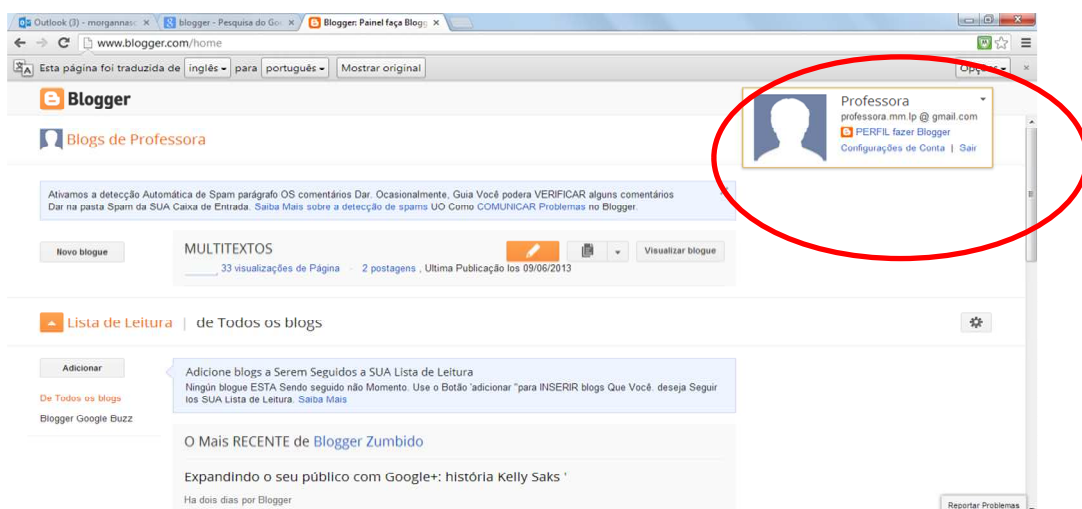 Outlook (3) - morgannasc
blogger - Pesquisa do Goo
Blogger: Painel faça Blogg
www.blogger.com/home
Esta página foi traduzida de inglês para português Mostrar original
Blogger
Professora
professora.mm.lp @ gmail.com
PERFIL fazer Blogger
Configurações de Conta | Sair
Blogs de Professora
Ativamos a detecção Automática de Spam parágrafo OS comentários Dar. Ocasionalmente, Guia Você podera VERIFICAR alguns comentários
Dar na pasta Spam da SUA Caixa de Entrada. Saiba Mais sobre a detecção de spams UO Como COMUNICAR Problemas no Blogger.
Novo blogue
MULTITEXTOS
Visualizar blogue
33 visualizações de Página - 2 postagens , Ultima Publicação los 09/06/2013
Lista de Leitura | de Todos os blogs
Adicionar
Adicione blogs a Serem Seguidos a SUA Lista de Leitura
Ningún blogue ESTA Sendo seguido não Momento. Use o Botão 'adicionar "para INSERIR blogs Que Você. deseja Seguir
los SUA Lista de Leitura. Saiba Mais
De Todos os blogs
Blogger Google Buzz
O Mais RECENTE de Blogger Zumbido
Expandindo o seu público com Google+: história Kelly Saks '
Ha dois dias por Blogger
Reportar Problemas